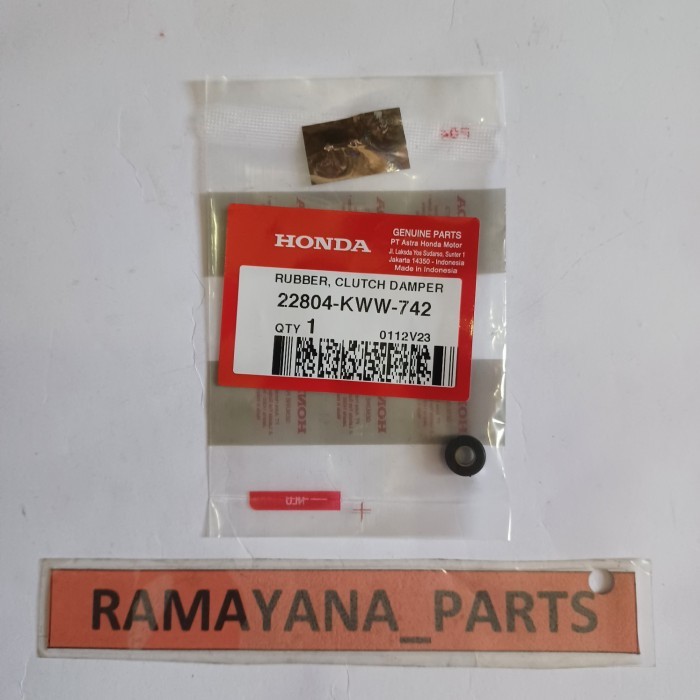 HONDA
GENUINE PARTS
PT Astra Honda Motor
Jl. Laksda Yos Sudarso, Sunter 1
Jakarta 14350 - Indonesia
Made in Indonesia
RUBBER, CLUTCH DAMPER
22804-KWW-742
QTY 1
0112V23
RAMAYANA_PARTS